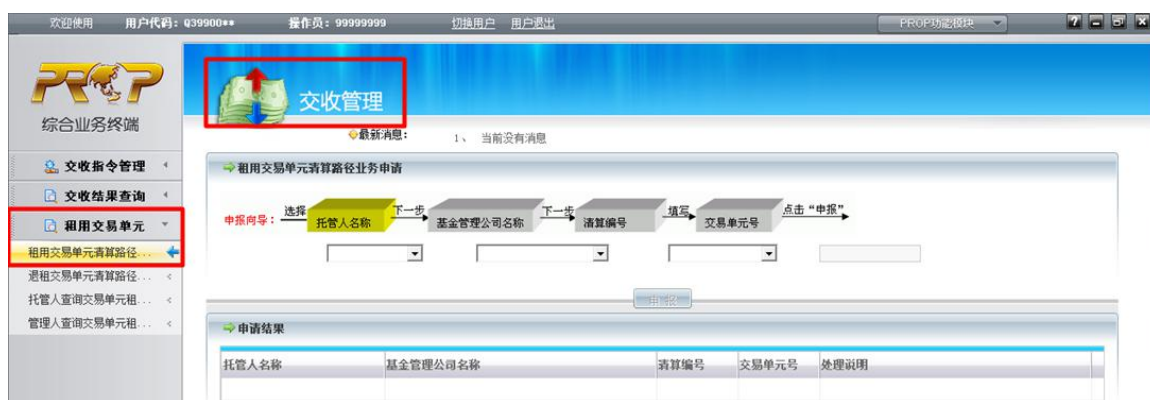 欢迎使用 用户代码：Q39900** 操作员：99999999 切换用户 用户退出 PROP功能模块
PROP
综合业务终端
交收管理
最新消息： 1、 当前没有消息
交收指令管理
交收结果查询
租用交易单元
租用交易单元清算路径...
退租交易单元清算路径...
托管人查询交易单元租...
管理人查询交易单元租...
租用交易单元清算路径业务申请
申报向导： 选择 托管人名称 下一步 基金管理公司名称 下一步 清算编号 填写 交易单元号 点击“申报”
申报
申请结果
托管人名称 基金管理公司名称 清算编号 交易单元号 处理说明